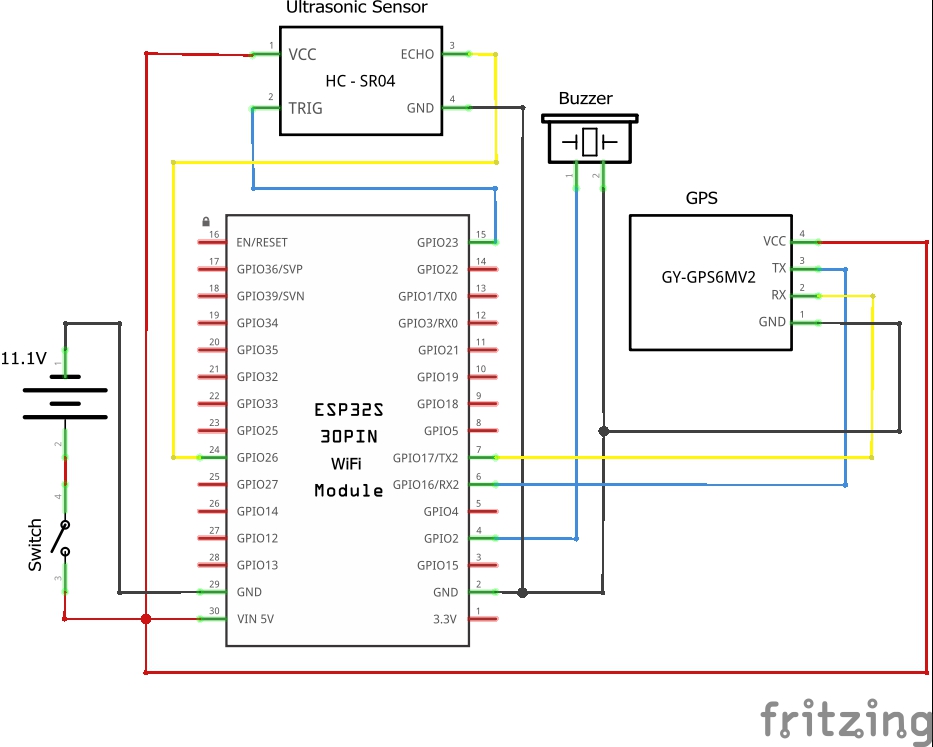 Ultrasonic Sensor
1 VCC ECHO 3
HC - SR04
2 TRIG GND 4
Buzzer
1 2
GPS
VCC 4
TX 3
GY-GPS6MV2
RX 2
GND 1
16 EN/RESET GPIO23 15
17 GPIO36/SVP GPIO22 14
18 GPIO39/SVN GPIO1/TX0 13
19 GPIO34 GPIO3/RX0 12
20 GPIO35 GPIO21 11
21 GPIO32 GPIO19 10
22 GPIO33 GPIO18 9
23 GPIO25 GPIO5 8
24 GPIO26 GPIO17/TX2 7
25 GPIO27 GPIO16/RX2 6
26 GPIO14 GPIO4 5
27 GPIO12 GPIO2 4
28 GPIO13 GPIO15 3
29 GND GND 2
30 VIN 5V 3.3V 1
ESP32S
30PIN
WiFi
Module
11.1V
1
2
4
Switch
3
fritzing